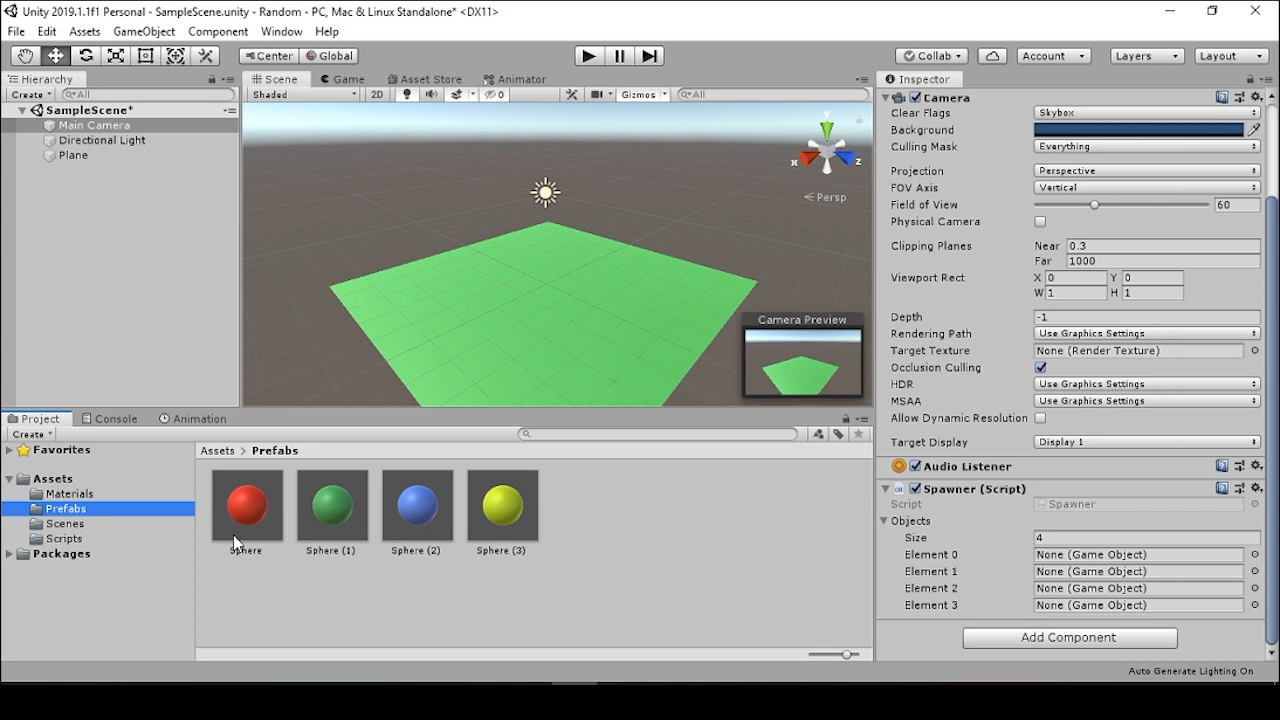 Unity 2019.1.1f1 Personal - SampleScene.unity - Random - PC, Mac & Linux Standalone* <DX11>
File Edit Assets GameObject Component Window Help
Center Global Collab Account Layers Layout
Hierarchy
Create All
SampleScene*
Main Camera
Directional Light
Plane
Scene Game Asset Store Animator
Shaded 2D 0 Gizmos All
y
x z
Persp
Camera Preview
Inspector
Camera
Clear Flags Skybox
Background
Culling Mask Everything
Projection Perspective
FOV Axis Vertical
Field of View 60
Physical Camera
Clipping Planes Near 0.3
Far 1000
Viewport Rect X 0 Y 0
W 1 H 1
Depth -1
Rendering Path Use Graphics Settings
Target Texture None (Render Texture)
Occlusion Culling
HDR Use Graphics Settings
MSAA Use Graphics Settings
Allow Dynamic Resolution
Target Display Display 1
Audio Listener
Spawner (Script)
Script Spawner
Objects
Size 4
Element 0 None (Game Object)
Element 1 None (Game Object)
Element 2 None (Game Object)
Element 3 None (Game Object)
Add Component
Project Console Animation
Create
Favorites
Assets
Materials
Prefabs
Scenes
Scripts
Packages
Assets > Prefabs
Sphere Sphere (1) Sphere (2) Sphere (3)
Auto Generate Lighting On